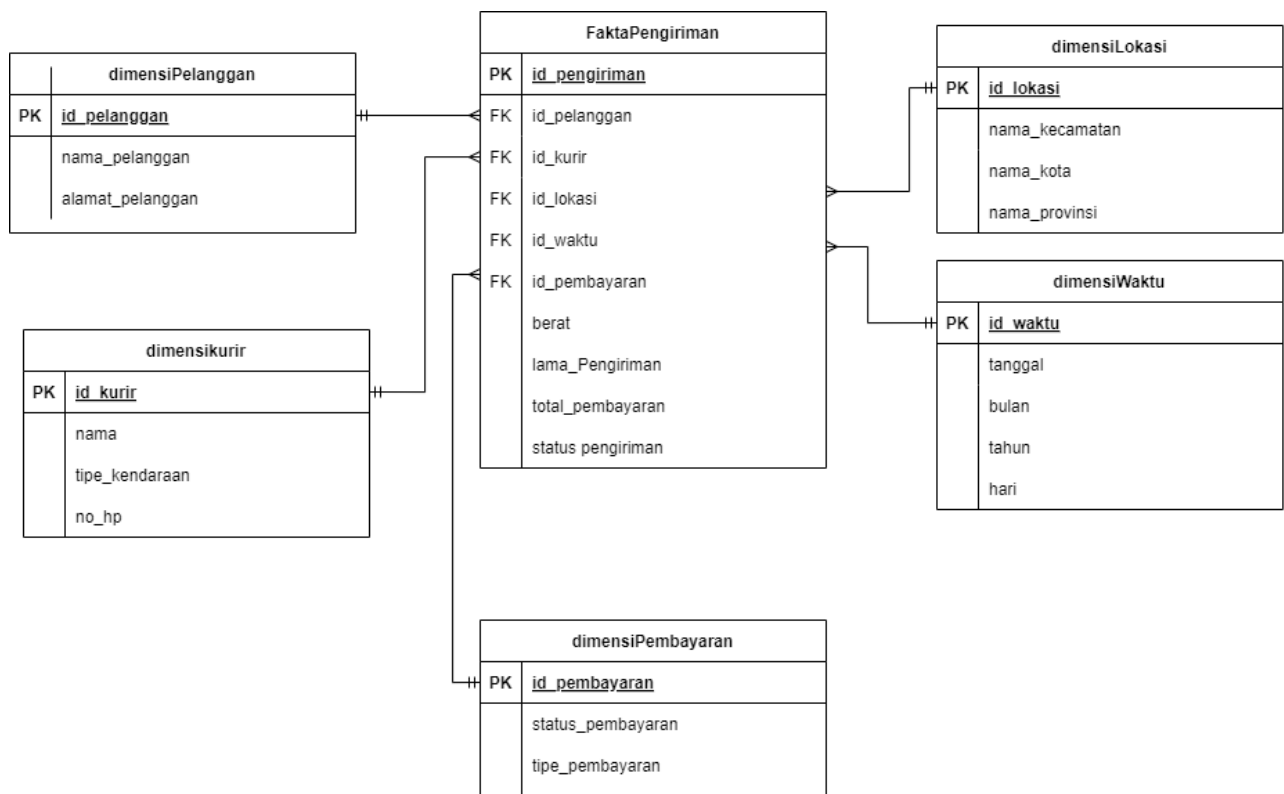 dimensiPelanggan
PK id_pelanggan
nama_pelanggan
alamat_pelanggan
dimensikurir
PK id_kurir
nama
tipe_kendaraan
no_hp
FaktaPengiriman
PK id_pengiriman
FK id_pelanggan
FK id_kurir
FK id_lokasi
FK id_waktu
FK id_pembayaran
berat
lama_Pengiriman
total_pembayaran
status pengiriman
dimensiPembayaran
PK id_pembayaran
status_pembayaran
tipe_pembayaran
dimensiLokasi
PK id_lokasi
nama_kecamatan
nama_kota
nama_provinsi
dimensiWaktu
PK id_waktu
tanggal
bulan
tahun
hari